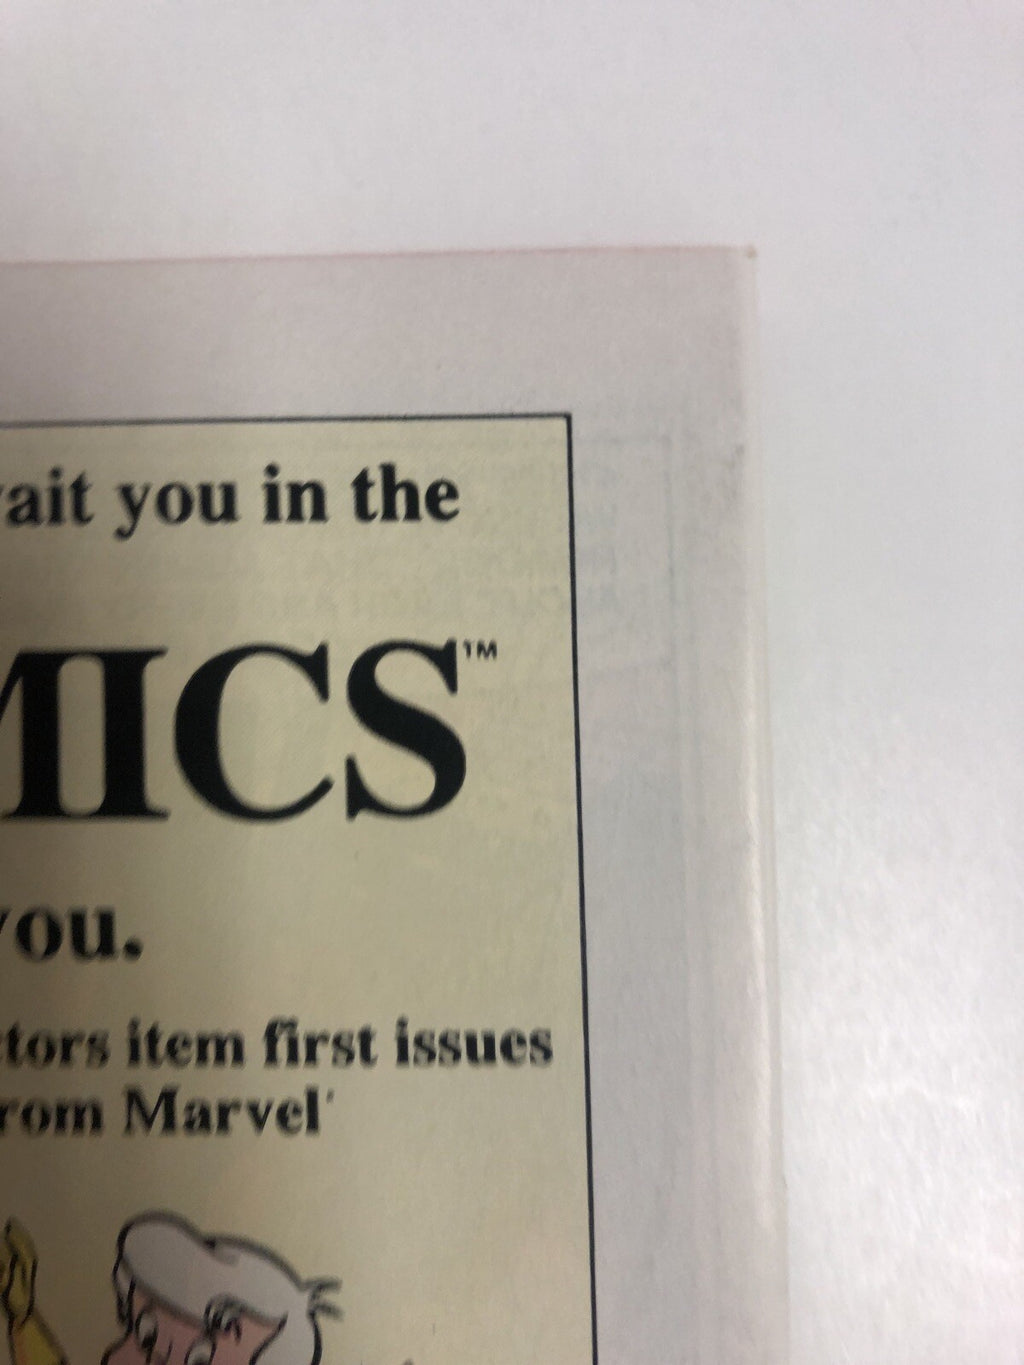 ait you in the
MICS™
ou.
tors item first issues
rom Marvel